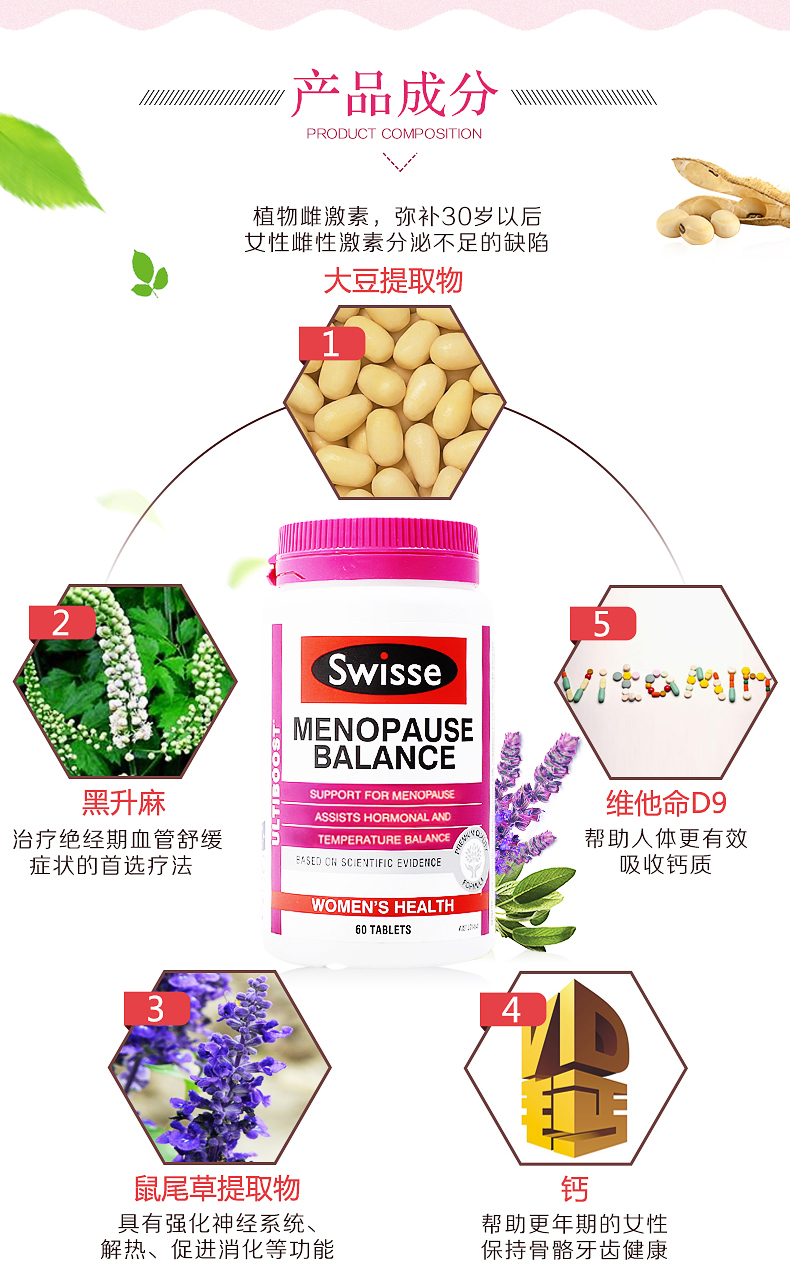 产品成分
PRODUCT COMPOSITION
植物雌激素，弥补30岁以后
女性雌性激素分泌不足的缺陷
大豆提取物
1
2
黑升麻
治疗绝经期血管舒缓
症状的首选疗法
Swisse
ULTIBOOST
MENOPAUSE
BALANCE
SUPPORT FOR MENOPAUSE
ASSISTS HORMONAL AND
TEMPERATURE BALANCE
BASED ON SCIENTIFIC EVIDENCE
PREMIUM QUALITY
FORMULA
WOMEN'S HEALTH
60 TABLETS
5
VITAMIN
维他命D9
帮助人体更有效
吸收钙质
3
鼠尾草提取物
具有强化神经系统、
解热、促进消化等功能
4
VD
钙
钙
帮助更年期的女性
保持骨骼牙齿健康